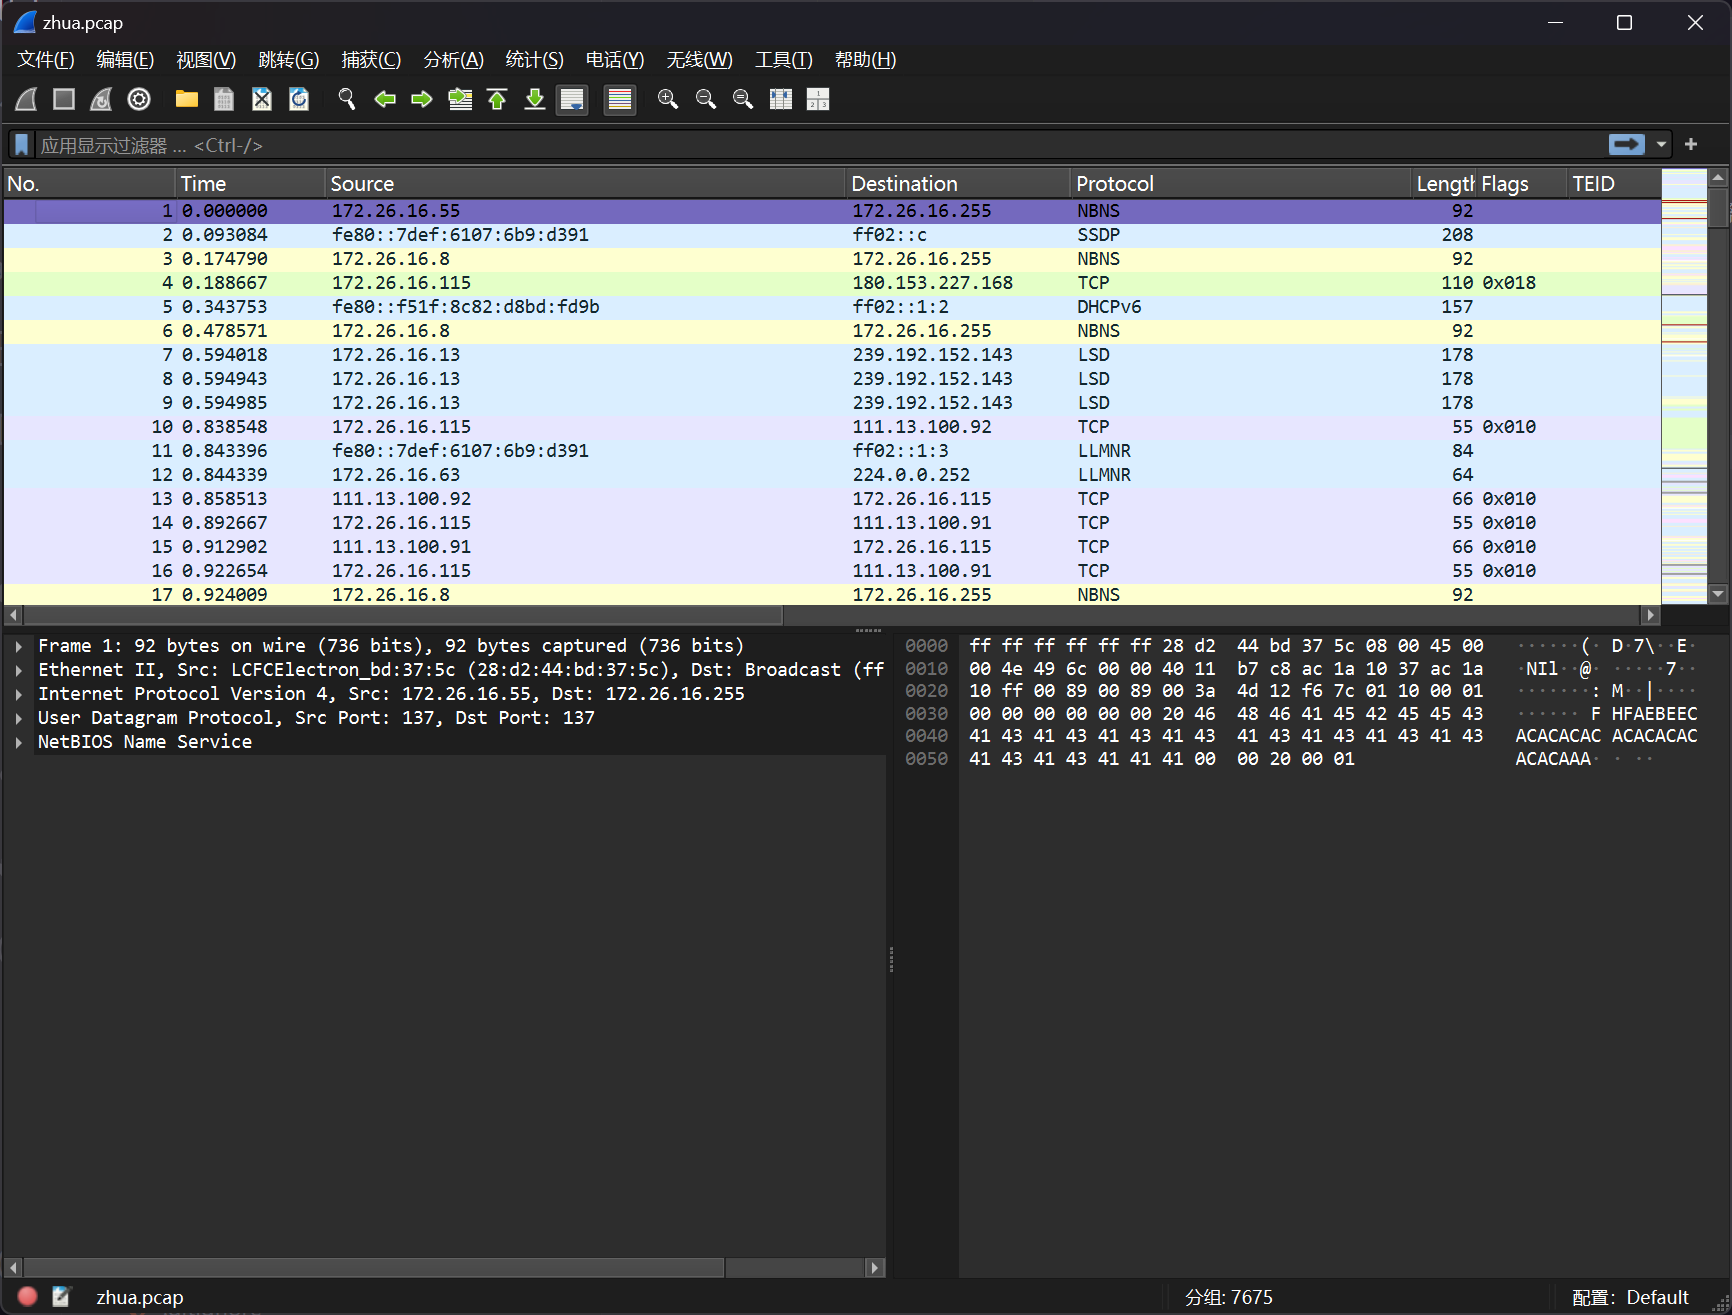 zhua.pcap
文件(F) 编辑(E) 视图(V) 跳转(G) 捕获(C) 分析(A) 统计(S) 电话(Y) 无线(W) 工具(T) 帮助(H)
应用显示过滤器 … <Ctrl-/>
No. Time Source Destination Protocol Length Flags TEID
1 0.000000 172.26.16.55 172.26.16.255 NBNS 92
2 0.093084 fe80::7def:6107:6b9:d391 ff02::c SSDP 208
3 0.174790 172.26.16.8 172.26.16.255 NBNS 92
4 0.188667 172.26.16.115 180.153.227.168 TCP 110 0x018
5 0.343753 fe80::f51f:8c82:d8bd:fd9b ff02::1:2 DHCPv6 157
6 0.478571 172.26.16.8 172.26.16.255 NBNS 92
7 0.594018 172.26.16.13 239.192.152.143 LSD 178
8 0.594943 172.26.16.13 239.192.152.143 LSD 178
9 0.594985 172.26.16.13 239.192.152.143 LSD 178
10 0.838548 172.26.16.115 111.13.100.92 TCP 55 0x010
11 0.843396 fe80::7def:6107:6b9:d391 ff02::1:3 LLMNR 84
12 0.844339 172.26.16.63 224.0.0.252 LLMNR 64
13 0.858513 111.13.100.92 172.26.16.115 TCP 66 0x010
14 0.892667 172.26.16.115 111.13.100.91 TCP 55 0x010
15 0.912902 111.13.100.91 172.26.16.115 TCP 66 0x010
16 0.922654 172.26.16.115 111.13.100.91 TCP 55 0x010
17 0.924009 172.26.16.8 172.26.16.255 NBNS 92
Frame 1: 92 bytes on wire (736 bits), 92 bytes captured (736 bits)
Ethernet II, Src: LCFCElectron_bd:37:5c (28:d2:44:bd:37:5c), Dst: Broadcast (ff
Internet Protocol Version 4, Src: 172.26.16.55, Dst: 172.26.16.255
User Datagram Protocol, Src Port: 137, Dst Port: 137
NetBIOS Name Service
0000 ff ff ff ff ff ff 28 d2 44 bd 37 5c 08 00 45 00 ······(· D·7\··E·
0010 00 4e 49 6c 00 00 40 11 b7 c8 ac 1a 10 37 ac 1a ·NIl··@· ·····7··
0020 10 ff 00 89 00 89 00 3a 4d 12 f6 7c 01 10 00 01 ·······: M··|····
0030 00 00 00 00 00 00 20 46 48 46 41 45 42 45 45 43 ······ F HFAEBEEC
0040 41 43 41 43 41 43 41 43 41 43 41 43 41 43 41 43 ACACACAC ACACACAC
0050 41 43 41 43 41 41 41 00 00 20 00 01 ACACAAA· · ··
zhua.pcap 分组: 7675 配置: Default